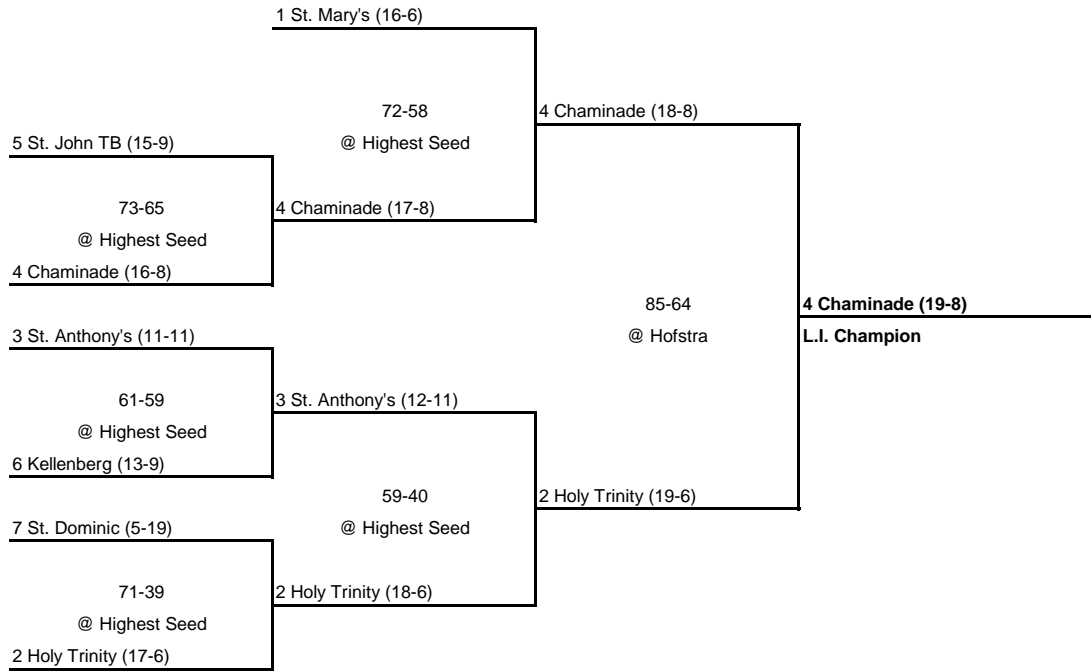 1 St. Mary's (16-6)
72-58
4 Chaminade (18-8)
5 St. John TB (15-9)
@ Highest Seed
73-65
4 Chaminade (17-8)
@ Highest Seed
4 Chaminade (16-8)
85-64
4 Chaminade (19-8)
3 St. Anthony's (11-11)
@ Hofstra
L.I. Champion
61-59
3 St. Anthony's (12-11)
@ Highest Seed
6 Kellenberg (13-9)
59-40
2 Holy Trinity (19-6)
7 St. Dominic (5-19)
@ Highest Seed
71-39
2 Holy Trinity (18-6)
@ Highest Seed
2 Holy Trinity (17-6)